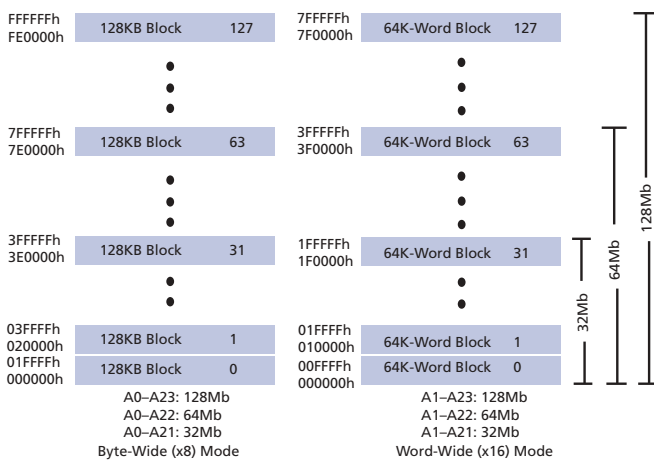 FFFFFFh
FE0000h
128KB Block 127
7FFFFFh
7E0000h
128KB Block 63
3FFFFFh
3E0000h
128KB Block 31
03FFFFh
020000h
128KB Block 1
01FFFFh
000000h
128KB Block 0
A0–A23: 128Mb
A0–A22: 64Mb
A0–A21: 32Mb
Byte-Wide (x8) Mode
7FFFFFh
7F0000h
64K-Word Block 127
3FFFFFh
3F0000h
64K-Word Block 63
1FFFFFh
1F0000h
64K-Word Block 31
01FFFFh
010000h
64K-Word Block 1
00FFFFh
000000h
64K-Word Block 0
A1–A23: 128Mb
A1–A22: 64Mb
A1–A21: 32Mb
Word-Wide (x16) Mode
32Mb
64Mb
128Mb